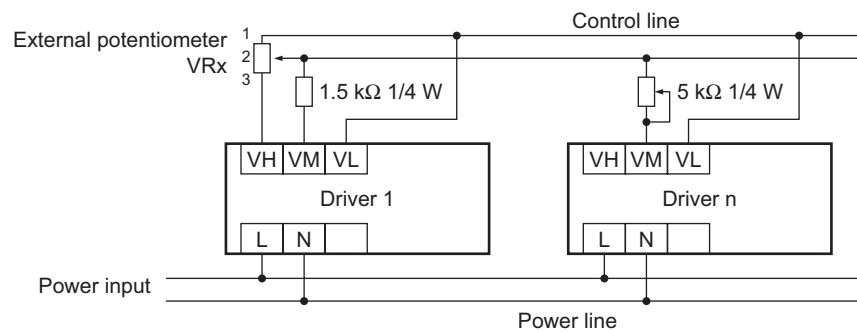 Control line
External potentiometer
VRx
1
2
3
1.5 kΩ 1/4 W
5 kΩ 1/4 W
VH VM VL
VH VM VL
Driver 1
Driver n
L N
L N
Power input
Power line